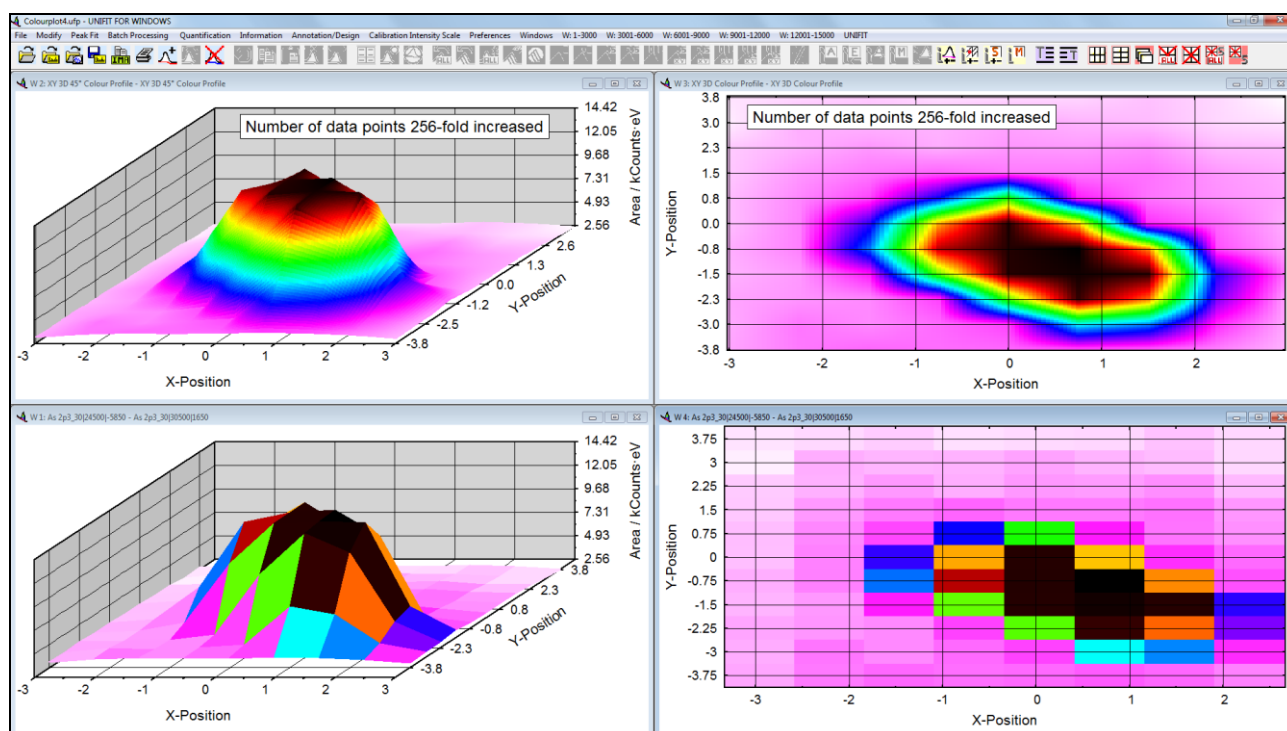 Colourplot4.ufp - UNIFIT FOR WINDOWS
File Modify Peak Fit Batch Processing Quantification Information Annotation/Design Calibration Intensity Scale Preferences Windows W: 1-3000 W: 3001-6000 W: 6001-9000 W: 9001-12000 W: 12001-15000 UNIFIT
W 2: XY 3D 45° Colour Profile - XY 3D 45° Colour Profile
Number of data points 256-fold increased
14.42
12.05
9.68
7.31
4.93
2.56
Area / kCounts·eV
2.6
1.3
0.0
-1.2
-2.5
-3.8
Y-Position
-3 -2 -1 0 1 2 3
X-Position
W 3: XY 3D Colour Profile - XY 3D Colour Profile
Number of data points 256-fold increased
3.8
3.0
2.3
1.5
0.8
0.0
-0.8
-1.5
-2.3
-3.0
-3.8
Y-Position
-3 -2 -1 0 1 2
X-Position
W 1: As 2p3_30|24500|-5850 - As 2p3_30|30500|1650
14.42
12.05
9.68
7.31
4.93
2.56
Area / kCounts·eV
3.8
2.3
0.8
-0.8
-2.3
-3.8
Y-Position
-3 -2 -1 0 1 2 3
X-Position
W 4: As 2p3_30|24500|-5850 - As 2p3_30|30500|1650
3.75
3
2.25
1.5
0.75
0
-0.75
-1.5
-2.25
-3
-3.75
Y-Position
-3 -2 -1 0 1 2
X-Position